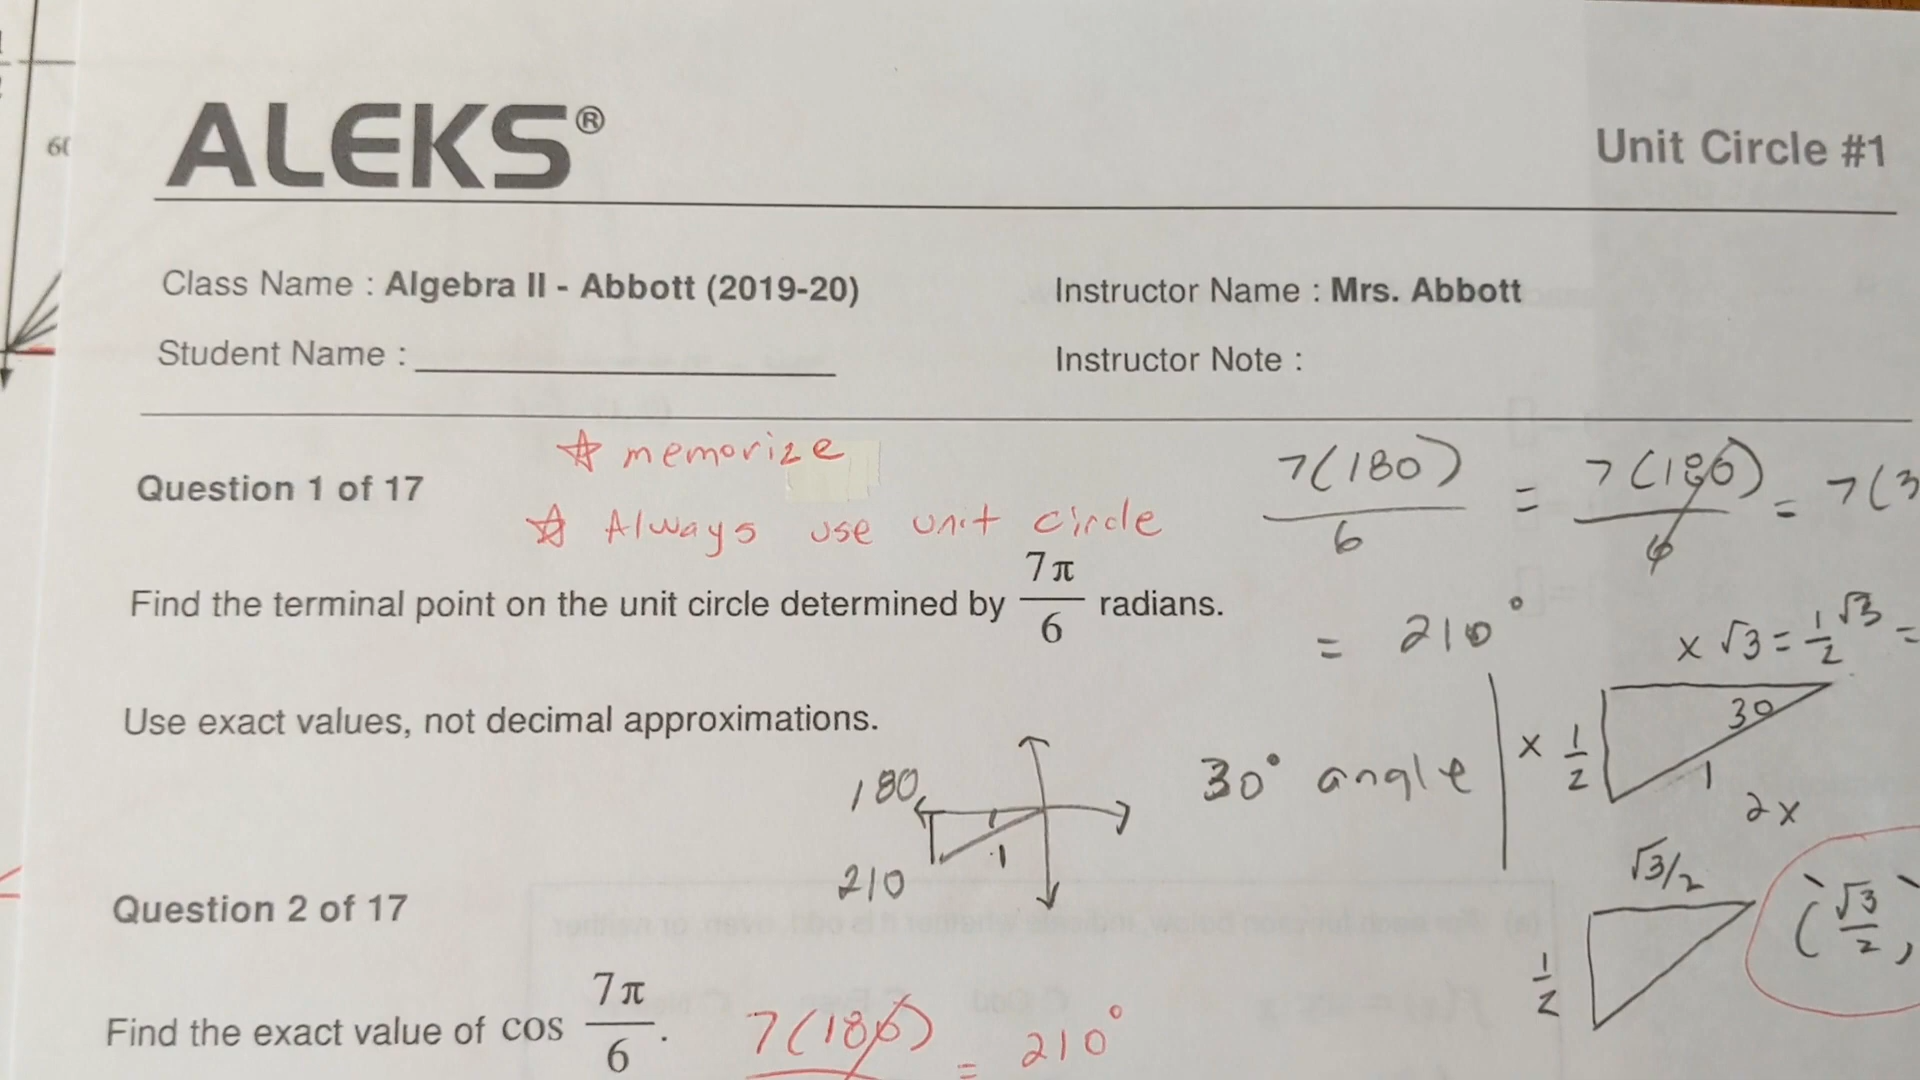 60
ALEKS®
Unit Circle #1
Class Name : Algebra II - Abbott (2019-20)
Instructor Name : Mrs. Abbott
Student Name :
Instructor Note :
☆ memorize
Question 1 of 17
☆ Always use unit circle
7(180)/6 = 7(180)/6 = 7(3
Find the terminal point on the unit circle determined by 7π/6 radians.
= 210°
x √3 = 1/2 √3 =
Use exact values, not decimal approximations.
30
30° angle
x 1/2
1
2x
180
1
210
√3/2
1/2
(-√3/2, -
Question 2 of 17
Find the exact value of cos 7π/6.
7(180) = 210°